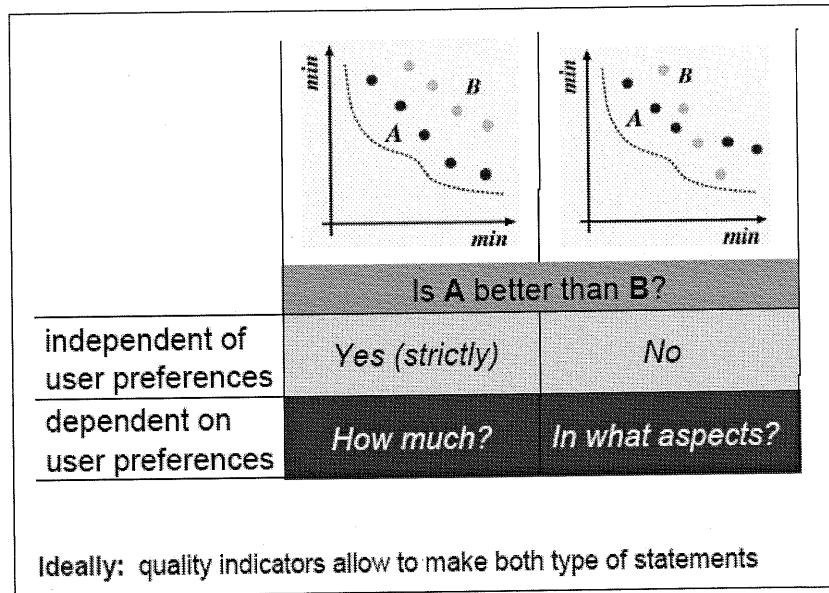 min
B
A
min
min
B
A
min
Is A better than B?
independent of
user preferences
Yes (strictly)
No
dependent on
user preferences
How much?
In what aspects?
Ideally: quality indicators allow to make both type of statements